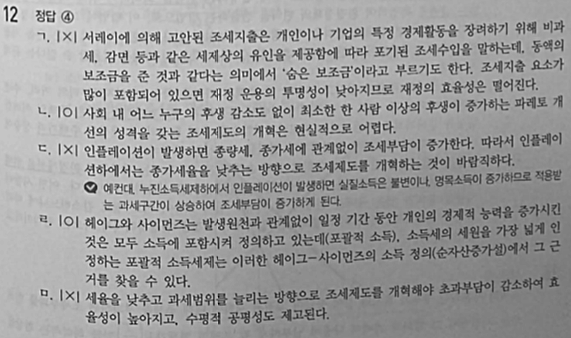 12 정답 ④
ㄱ. |×| 서레이에 의해 고안된 조세지출은 개인이나 기업의 특정 경제활동을 장려하기 위해 비과
세, 감면 등과 같은 세제상의 유인을 제공함에 따라 포기된 조세수입을 말하는데, 동액의
보조금을 준 것과 같다는 의미에서 '숨은 보조금'이라고 부르기도 한다. 조세지출 요소가
많이 포함되어 있으면 재정 운용의 투명성이 낮아지므로 재정의 효율성은 떨어진다.
ㄴ. |○| 사회 내 어느 누구의 후생 감소도 없이 최소한 한 사람 이상의 후생이 증가하는 파레토 개
선의 성격을 갖는 조세제도의 개혁은 현실적으로 어렵다.
ㄷ. |×| 인플레이션이 발생하면 종량세, 종가세에 관계없이 조세부담이 증가한다. 따라서 인플레이
션하에서는 종가세율을 낮추는 방향으로 조세제도를 개혁하는 것이 바람직하다.
예컨대, 누진소득세제하에서 인플레이션이 발생하면 실질소득은 불변이나, 명목소득이 증가하므로 적용받
는 과세구간이 상승하여 조세부담이 증가하게 된다.
ㄹ. |○| 헤이그와 사이먼즈는 발생원천과 관계없이 일정 기간 동안 개인의 경제적 능력을 증가시킨
것은 모두 소득에 포함시켜 정의하고 있는데(포괄적 소득), 소득세의 세원을 가장 넓게 인
정하는 포괄적 소득세제는 이러한 헤이그-사이먼즈의 소득 정의(순자산증가설)에서 그 근
거를 찾을 수 있다.
ㅁ. |×| 세율을 낮추고 과세범위를 늘리는 방향으로 조세제도를 개혁해야 초과부담이 감소하여 효
율성이 높아지고, 수평적 공평성도 제고된다.